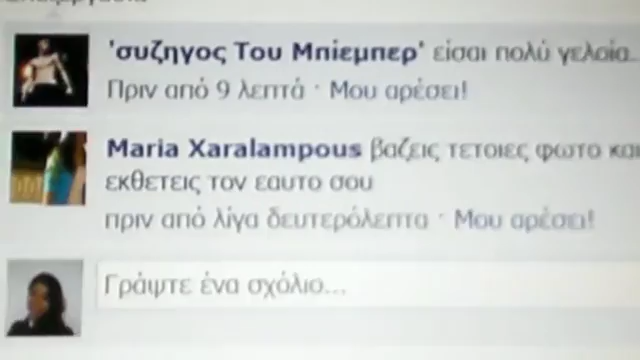 'συζηγος Του Μπίεμπερ' είσαι πολύ γελοία..
Πριν από 9 λεπτά · Μου αρέσει!
Maria Xaralampous βαζεις τετοιες φωτο και
εκθετεις τον εαυτο σου
πριν από λίγα δευτερόλεπτα · Μου αρέσει!
Γράψτε ένα σχόλιο...